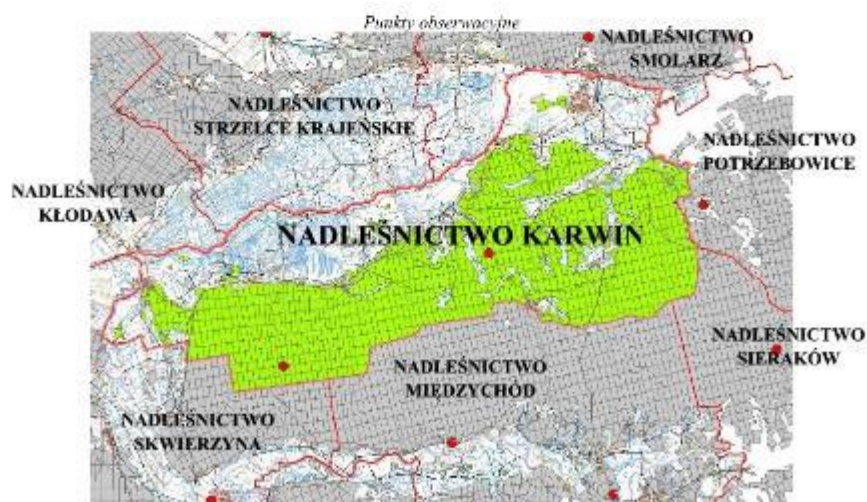 Punkty obserwacyjne
NADLEŚNICTWO
SMOLARZ
NADLEŚNICTWO
STRZELCE KRAJEŃSKIE
NADLEŚNICTWO
POTRZEBOWICE
NADLEŚNICTWO
KŁODAWA
NADLEŚNICTWO KARWIN
NADLEŚNICTWO
SIERAKÓW
NADLEŚNICTWO
MIĘDZYCHÓD
NADLEŚNICTWO
SKWIERZYNA